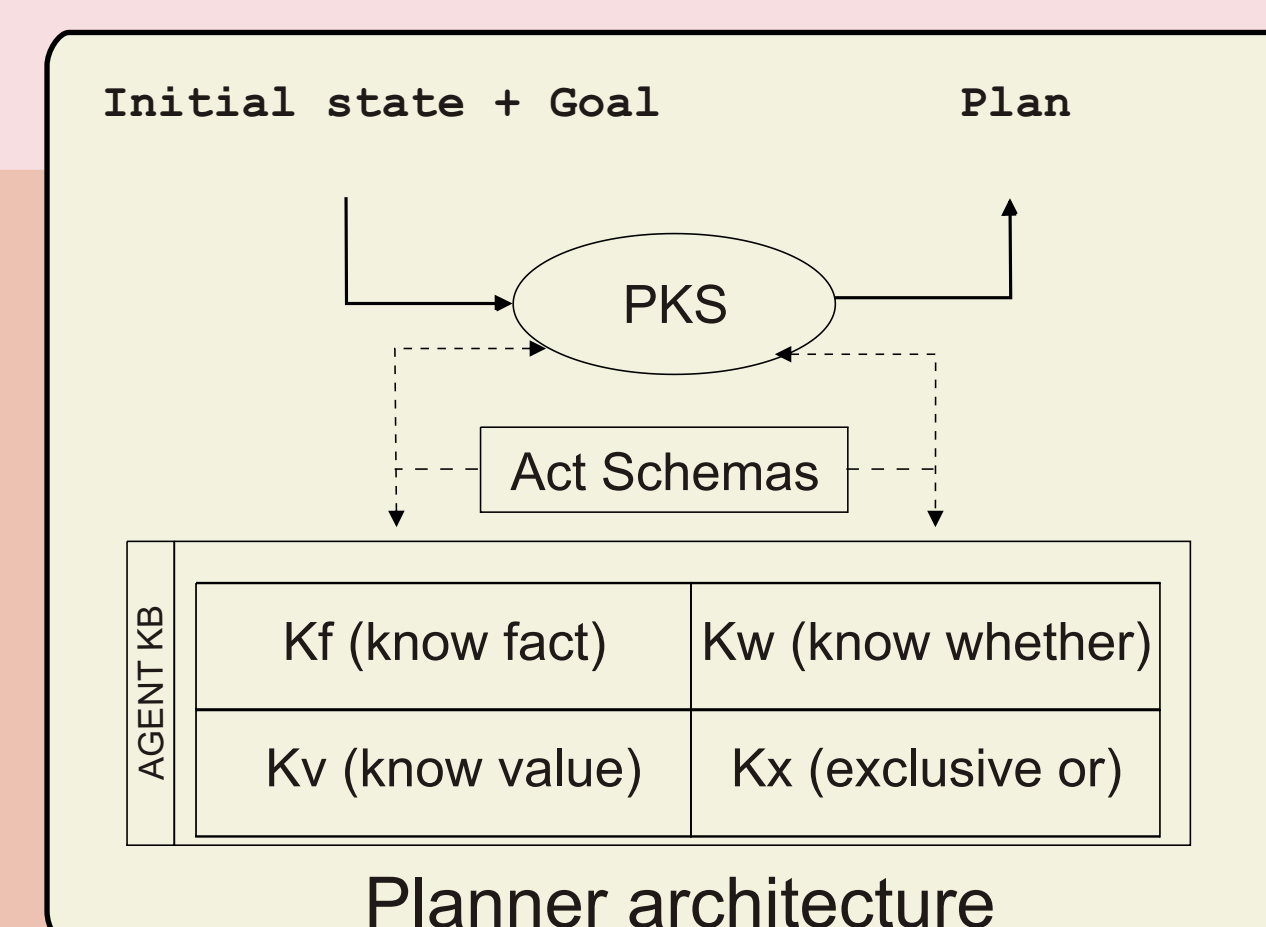 Initial state + Goal
Plan
PKS
Act Schemas
AGENT KB
Kf (know fact)
Kw (know whether)
Kv (know value)
Kx (exclusive or)
Planner architecture